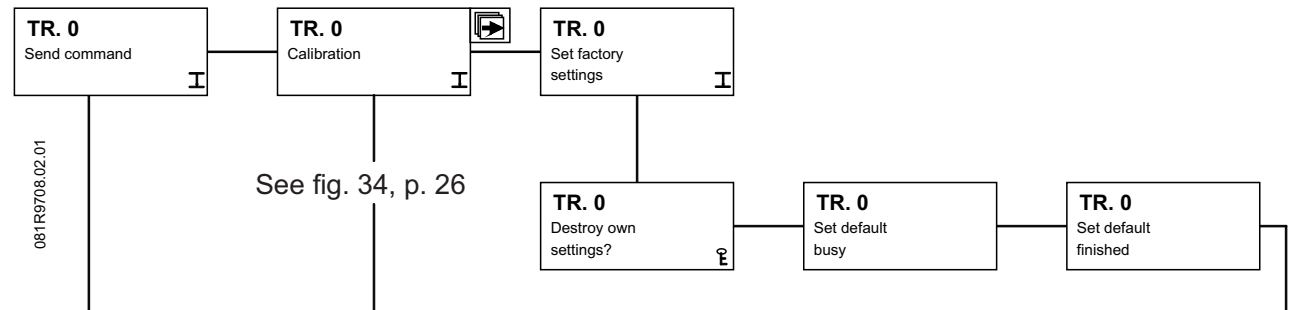 TR. 0
Send command
TR. 0
Calibration
TR. 0
Set factory
settings
081R9708.02.01
See fig. 34, p. 26
TR. 0
Destroy own
settings?
TR. 0
Set default
busy
TR. 0
Set default
finished